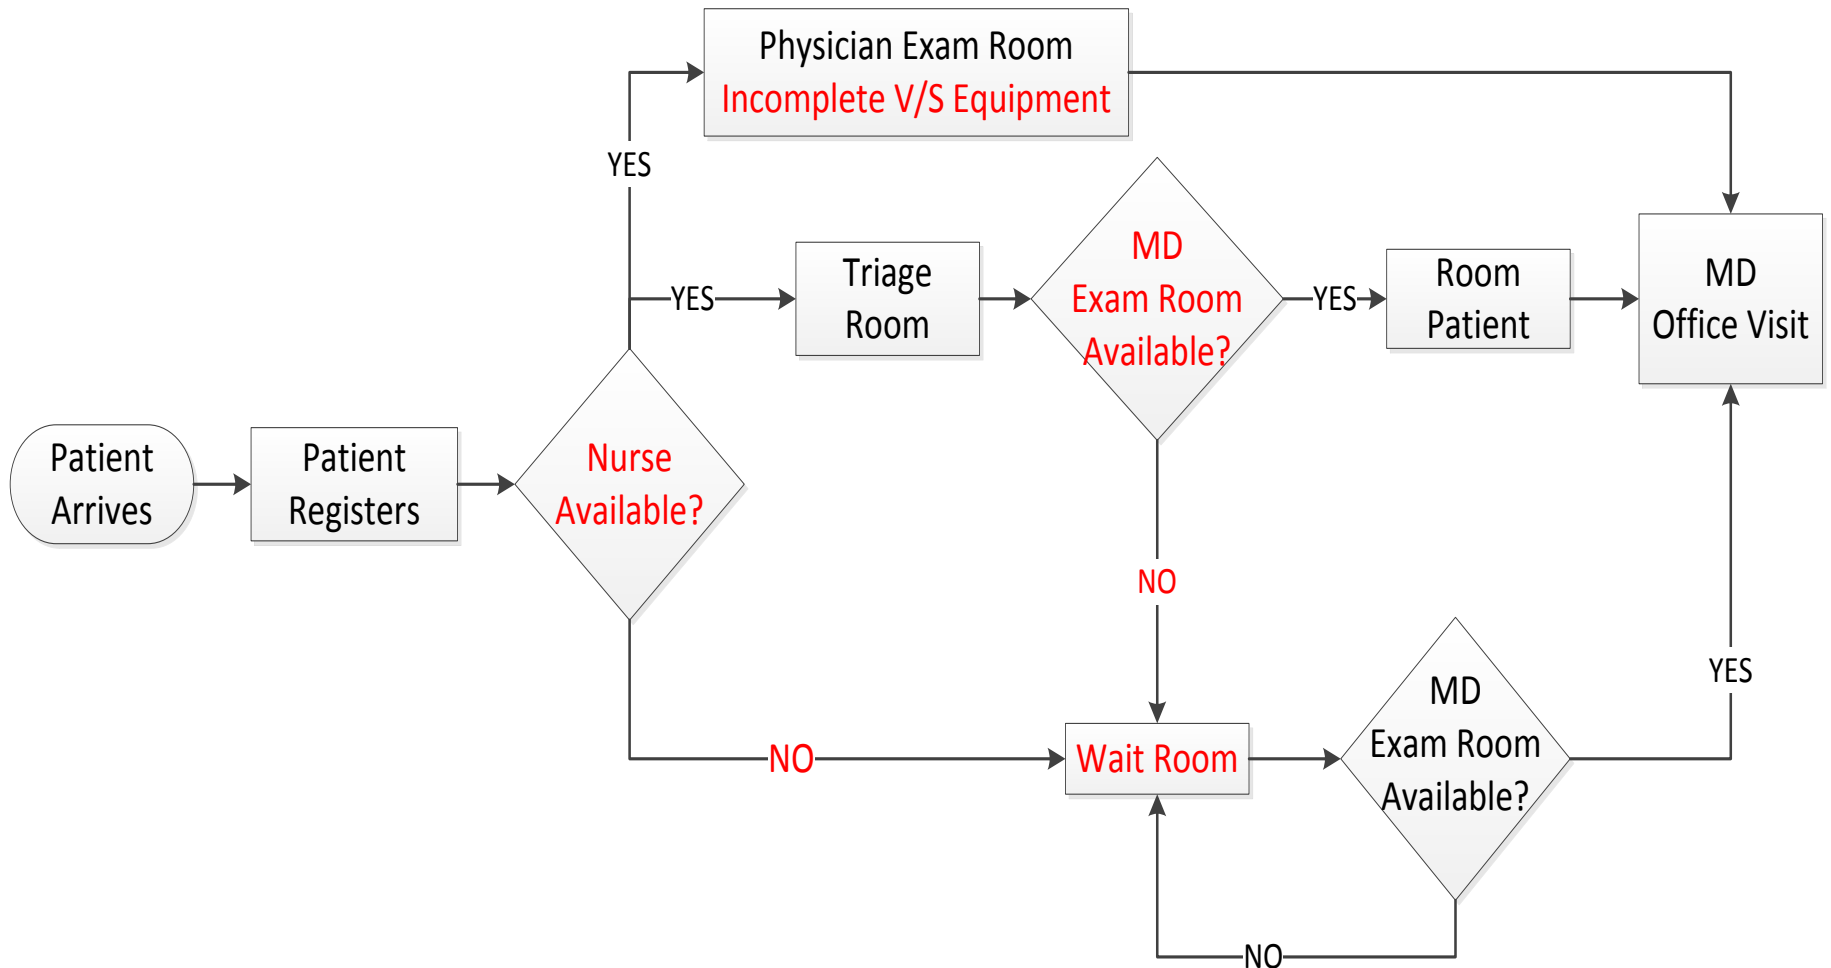 Physician Exam Room
Incomplete V/S Equipment
YES
YES
Triage
Room
MD
Exam Room
Available?
YES
Room
Patient
MD
Office Visit
Patient
Arrives
Patient
Registers
Nurse
Available?
NO
NO
Wait Room
MD
Exam Room
Available?
YES
NO